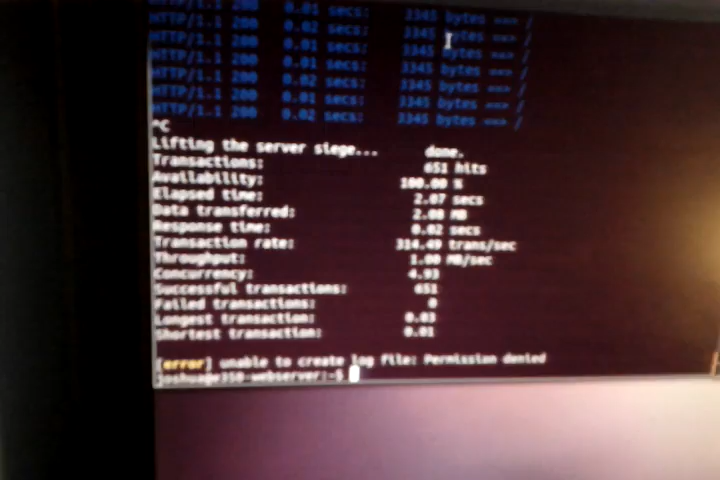 HTTP/1.1 200 0.01 secs: 3345 bytes ==> /
HTTP/1.1 200 0.02 secs: 3345 bytes ==> /
HTTP/1.1 200 0.01 secs: 3345 bytes ==> /
HTTP/1.1 200 0.01 secs: 3345 bytes ==> /
HTTP/1.1 200 0.02 secs: 3345 bytes ==> /
HTTP/1.1 200 0.01 secs: 3345 bytes ==> /
HTTP/1.1 200 0.02 secs: 3345 bytes ==> /
^C
Lifting the server siege... done.
Transactions: 651 hits
Availability: 100.00 %
Elapsed time: 2.07 secs
Data transferred: 2.08 MB
Response time: 0.02 secs
Transaction rate: 314.49 trans/sec
Throughput: 1.00 MB/sec
Concurrency: 4.93
Successful transactions: 651
Failed transactions: 0
Longest transaction: 0.03
Shortest transaction: 0.01
[error] unable to create log file: Permission denied
joshua@e350-webserver:~$